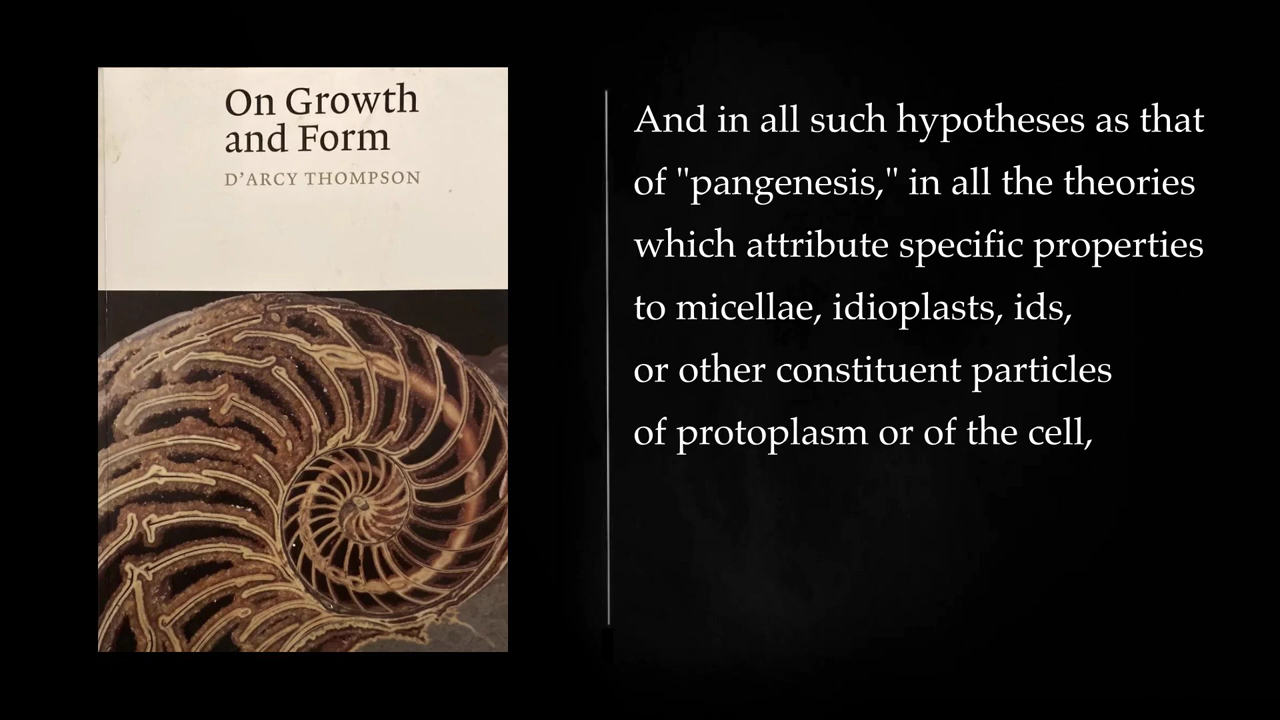 On Growth
and Form
D'ARCY THOMPSON
And in all such hypotheses as that
of "pangenesis," in all the theories
which attribute specific properties
to micellae, idioplasts, ids,
or other constituent particles
of protoplasm or of the cell,